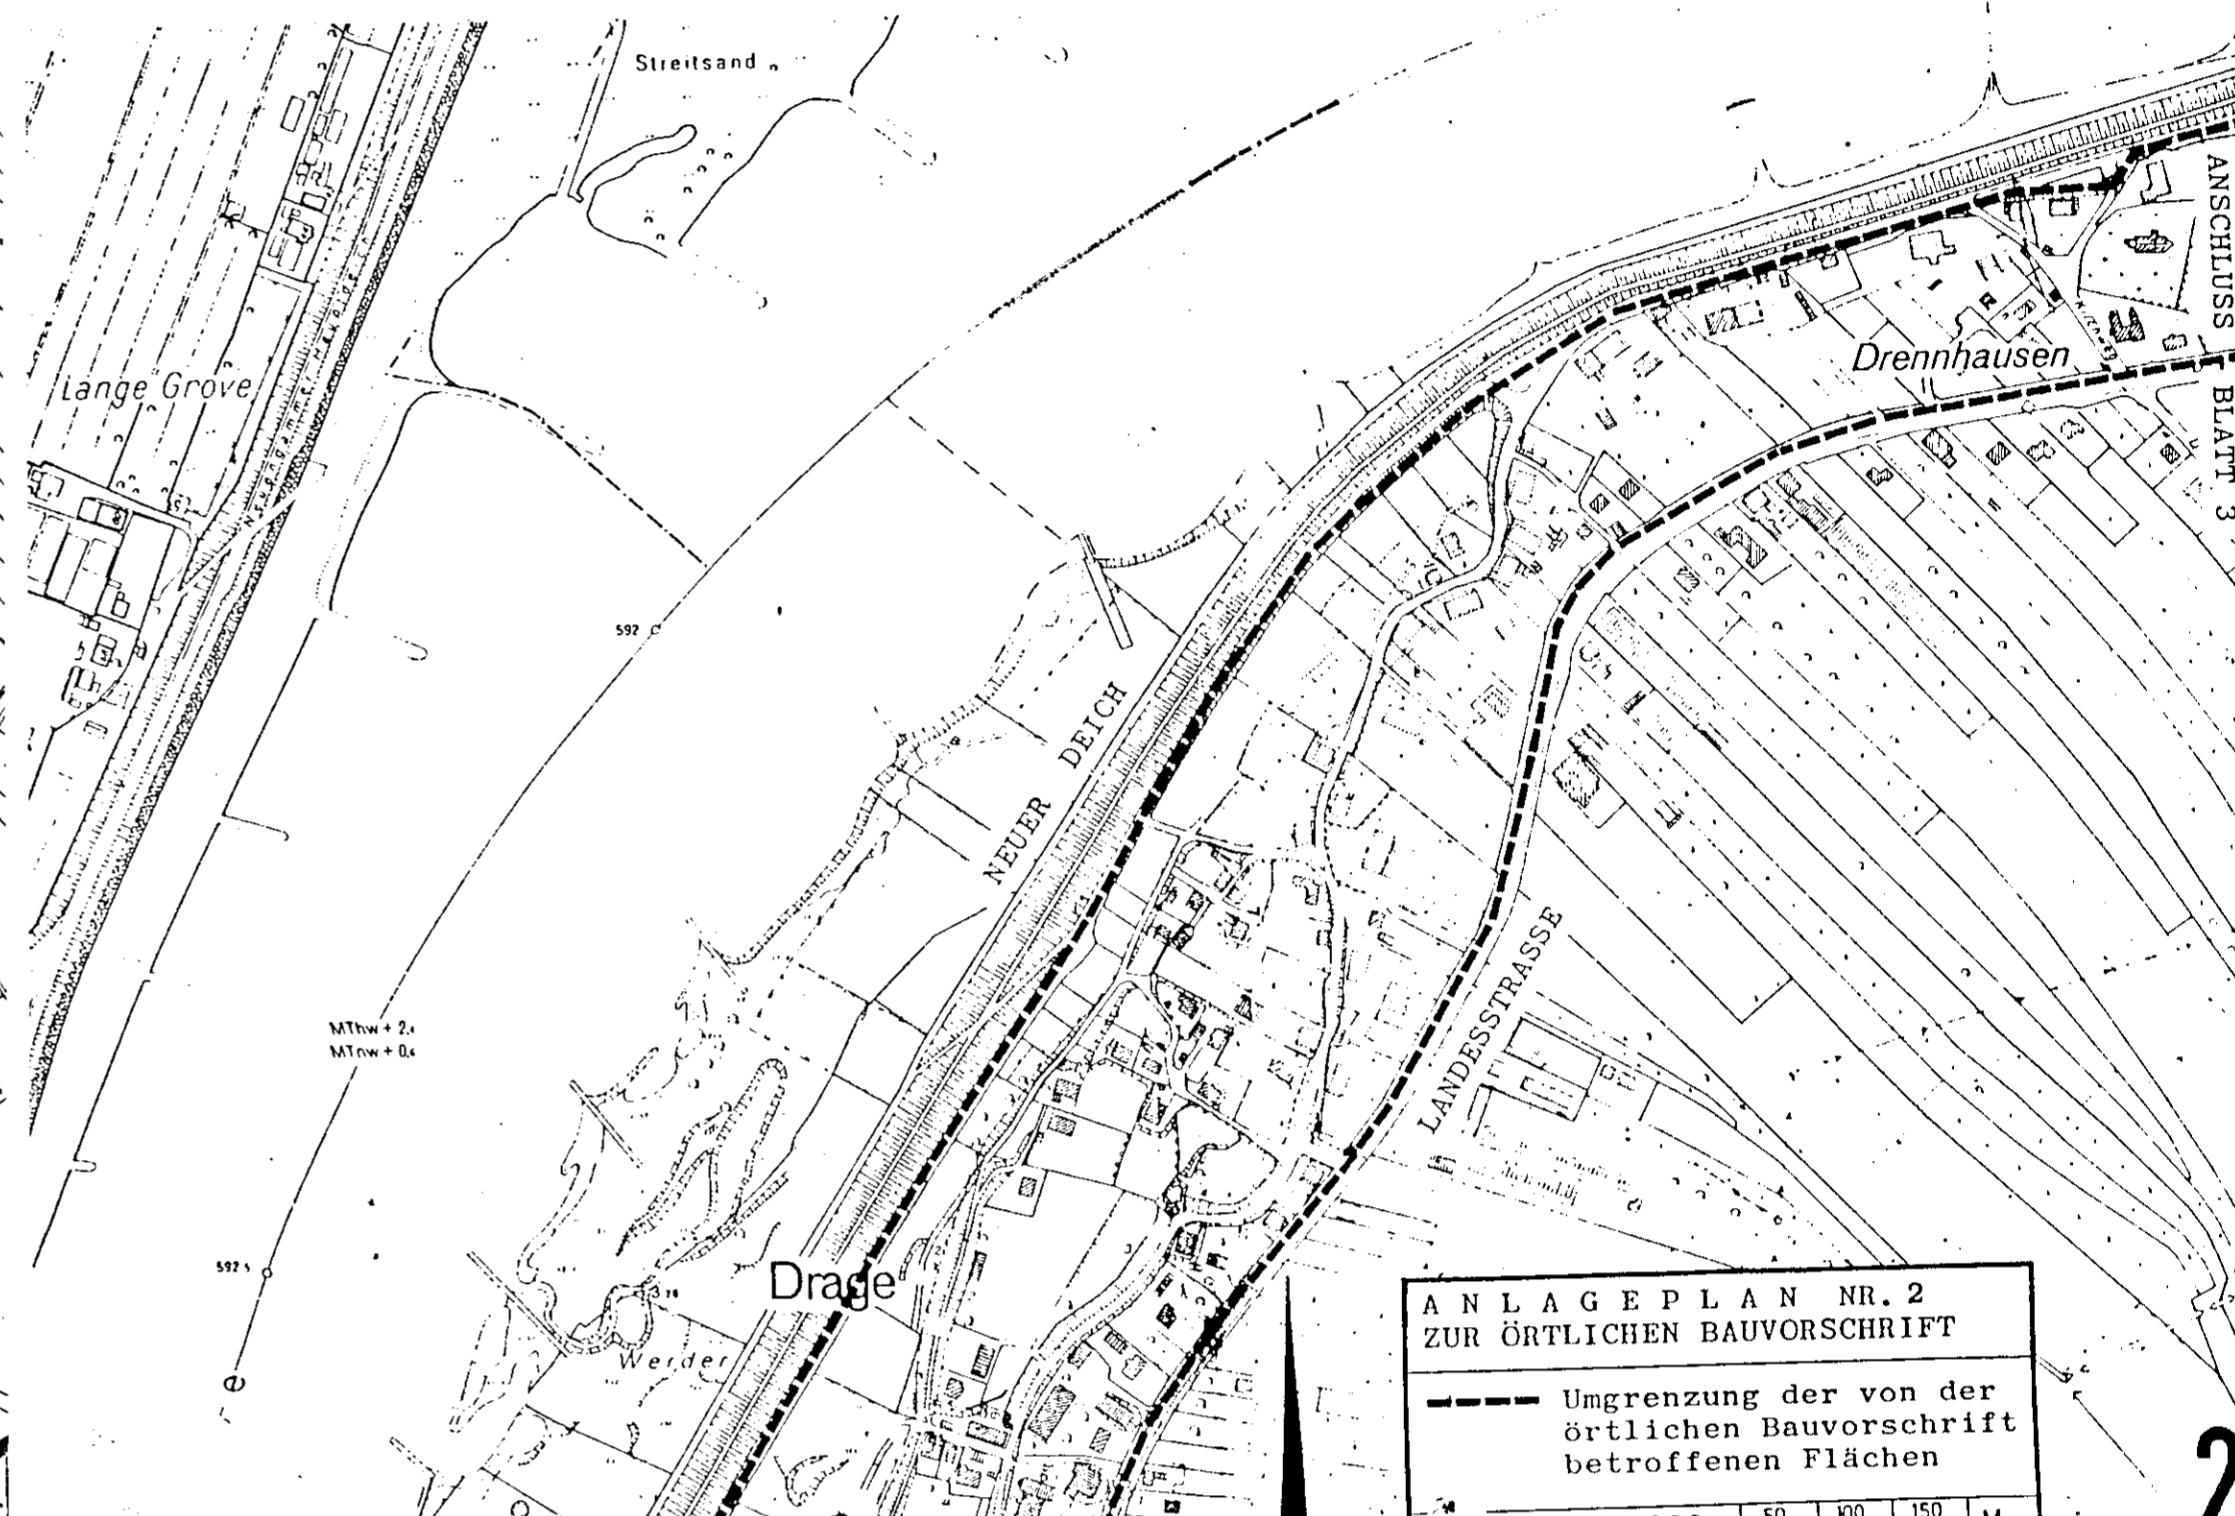 Streitsand
ANSCHLUSS BLATT 3
Drennhausen
Lange Grove
592
NEUER DEICH
LANDESSTRASSE
MThw + 2.
MTnw + 0.
592
Drage
Werder
e
ANLAGEPLAN NR. 2
ZUR ÖRTLICHEN BAUVORSCHRIFT
Umgrenzung der von der
örtlichen Bauvorschrift
betroffenen Flächen
50 100 150 M
2